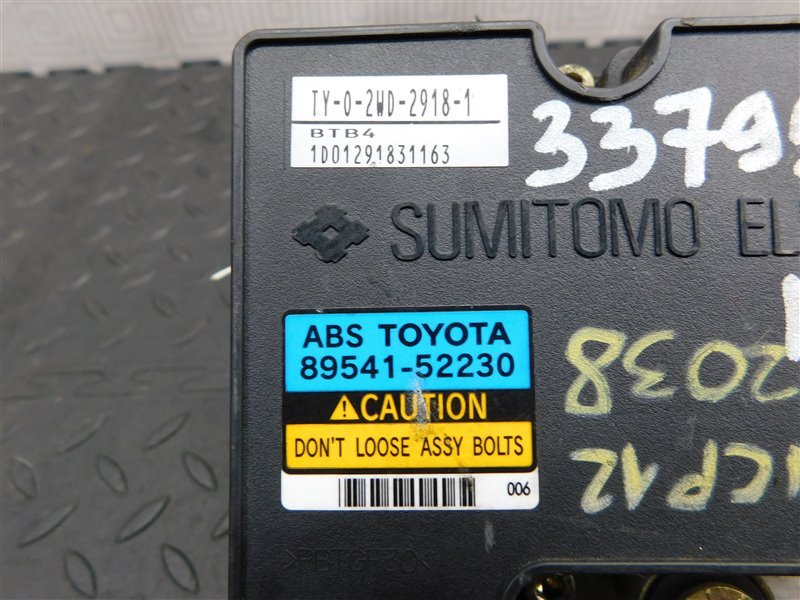 TY-0-2WD-2918-1
BTB4
1D01291831163
3379
SUMITOMO EL
ABS TOYOTA
89541-52230
CAUTION
DON'T LOOSE ASSY BOLTS
006
2038
NCP12
>PBTGF30<